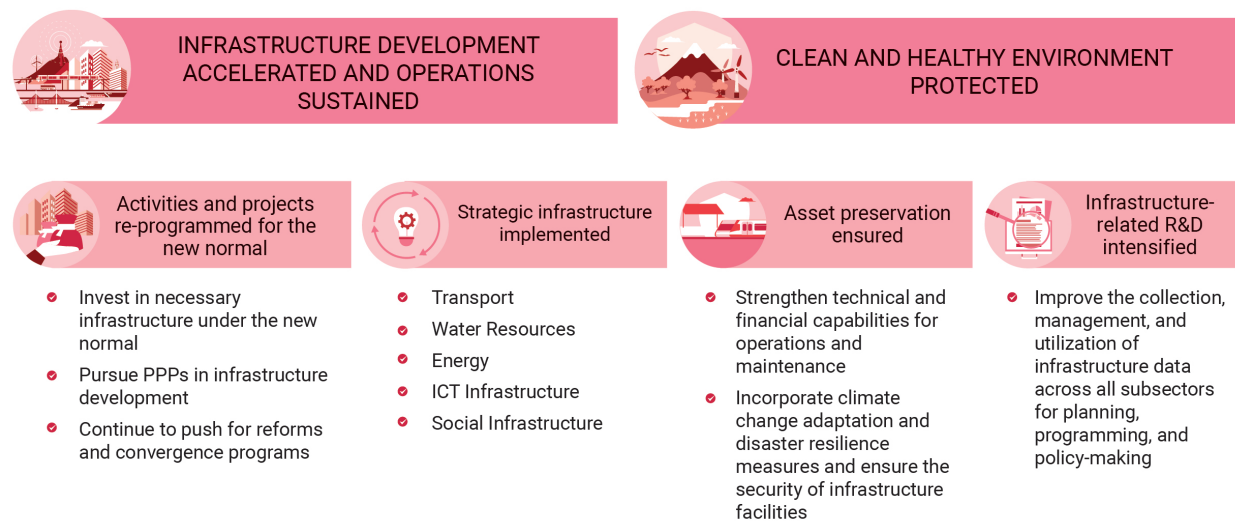 INFRASTRUCTURE DEVELOPMENT
ACCELERATED AND OPERATIONS
SUSTAINED
CLEAN AND HEALTHY ENVIRONMENT
PROTECTED
Activities and projects
re-programmed for the
new normal
Invest in necessary
infrastructure under the new
normal
Pursue PPPs in infrastructure
development
Continue to push for reforms
and convergence programs
Strategic infrastructure
implemented
Transport
Water Resources
Energy
ICT Infrastructure
Social Infrastructure
Asset preservation
ensured
Strengthen technical and
financial capabilities for
operations and
maintenance
Incorporate climate
change adaptation and
disaster resilience
measures and ensure the
security of infrastructure
facilities
Infrastructure-
related R&D
intensified
Improve the collection,
management, and
utilization of
infrastructure data
across all subsectors
for planning,
programming, and
policy-making